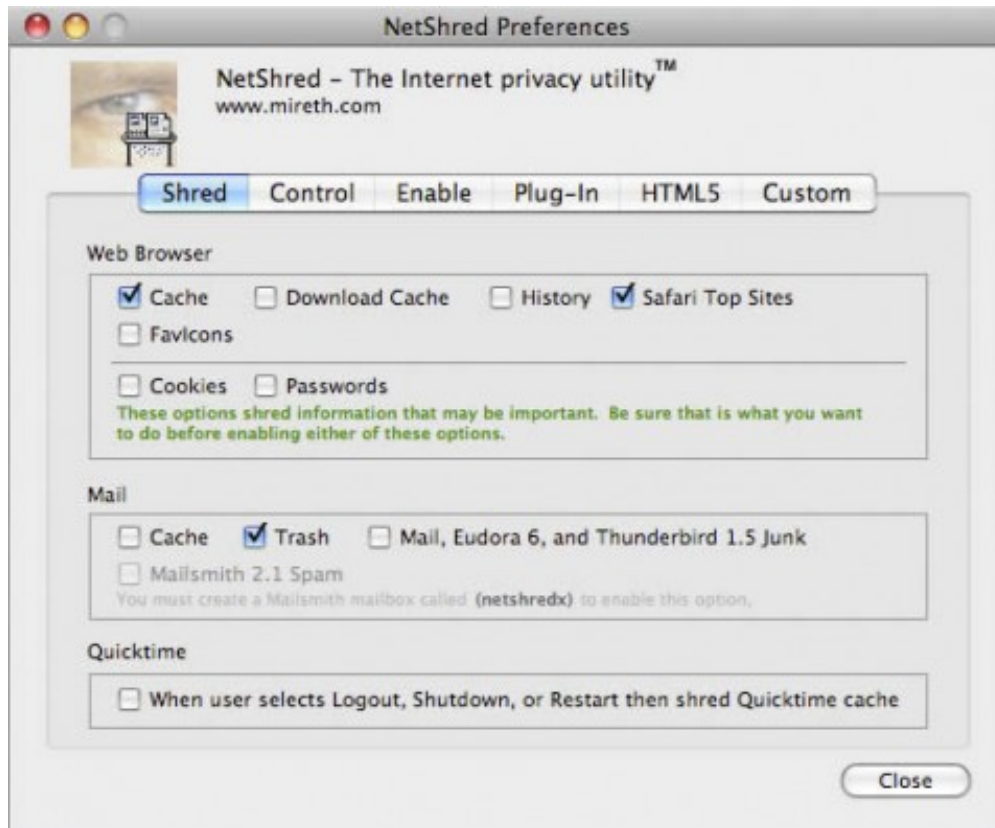 NetShred Preferences
NetShred – The Internet privacy utility™
www.mireth.com
Shred Control Enable Plug-In HTML5 Custom
Web Browser
Cache Download Cache History Safari Top Sites
FavIcons
Cookies Passwords
These options shred information that may be important. Be sure that is what you want
to do before enabling either of these options.
Mail
Cache Trash Mail, Eudora 6, and Thunderbird 1.5 Junk
Mailsmith 2.1 Spam
You must create a Mailsmith mailbox called (netshredx) to enable this option.
Quicktime
When user selects Logout, Shutdown, or Restart then shred Quicktime cache
Close